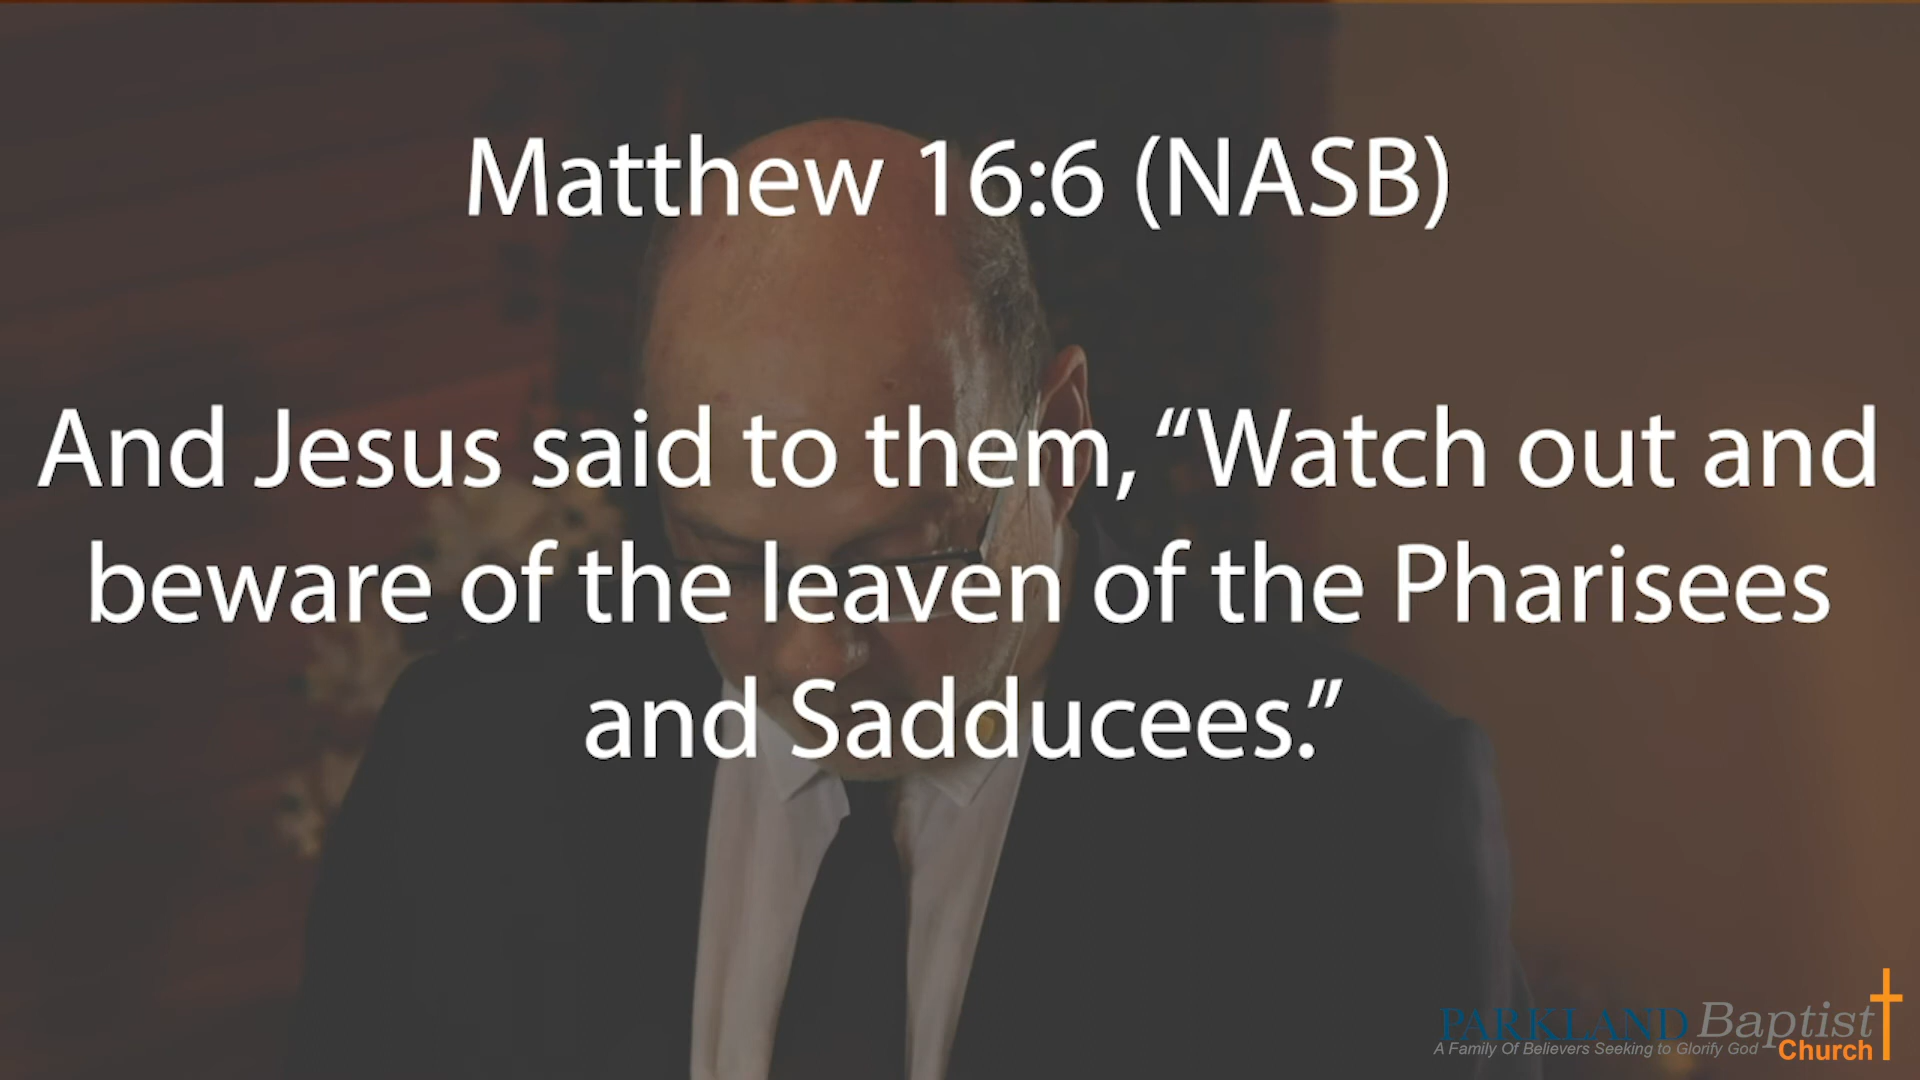 Matthew 16:6 (NASB)
And Jesus said to them, “Watch out and
beware of the leaven of the Pharisees
and Sadducees.”
PARKLAND Baptist
A Family Of Believers Seeking to Glorify God
Church